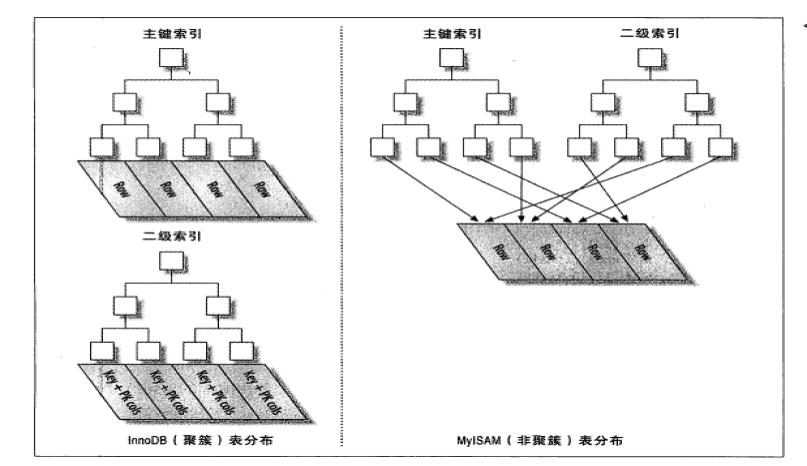 主键索引
Row Row Row Row
二级索引
Key + PK cols Key + PK cols Key + PK cols Key + PK cols
InnoDB（聚簇）表分布
主键索引 二级索引
Row Row Row Row
MyISAM（非聚簇）表分布